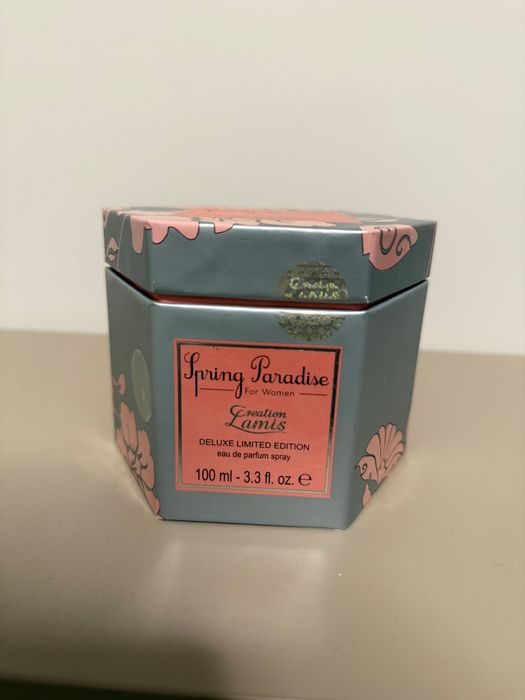 Spring Paradise
For Women
Creation
Lamis
DELUXE LIMITED EDITION
eau de parfum spray
100 ml - 3.3 fl. oz. ℮